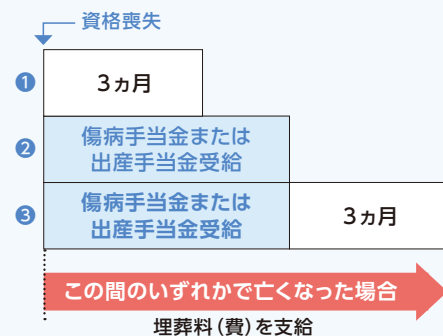 資格喪失
❶
3ヵ月
❷
傷病手当金または
出産手当金受給
❸
傷病手当金または
出産手当金受給
3ヵ月
この間のいずれかで亡くなった場合
埋葬料(費)を支給